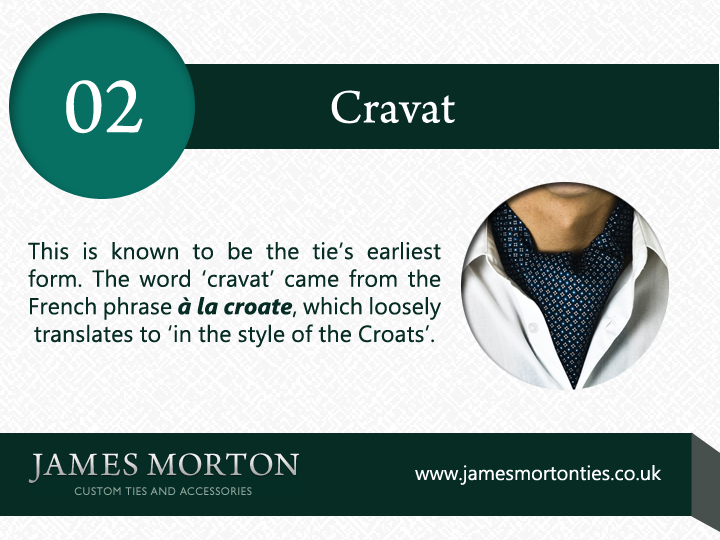 02
Cravat
This is known to be the tie's earliest
form. The word 'cravat' came from the
French phrase à la croate, which loosely
translates to 'in the style of the Croats'.
JAMES MORTON
CUSTOM TIES AND ACCESSORIES
www.jamesmortonties.co.uk